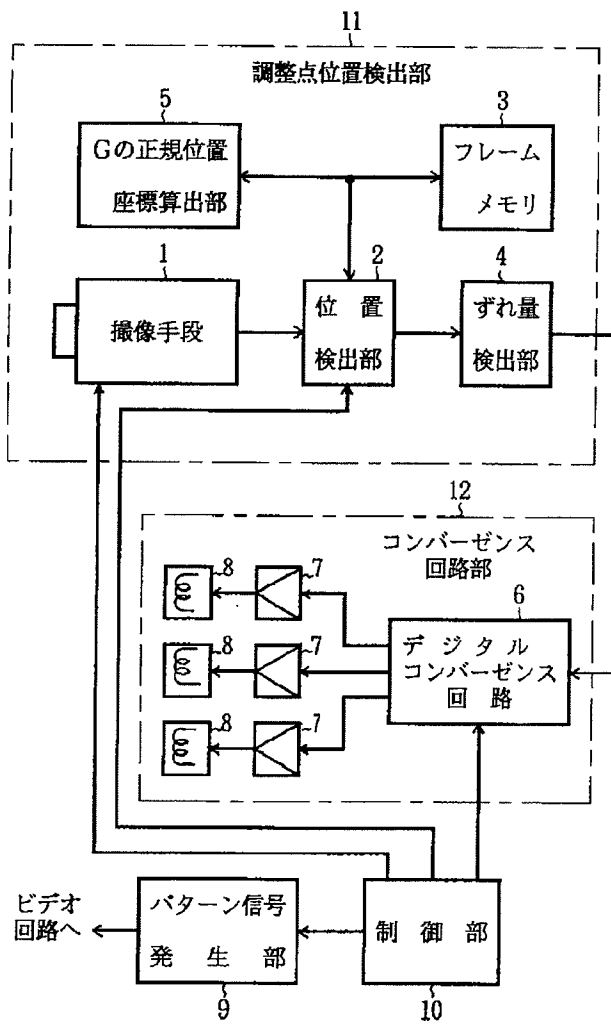 11
調整点位置検出部
5
Gの正規位置
座標算出部
3
フレーム
メモリ
1
撮像手段
2
位置
検出部
4
ずれ量
検出部
12
コンバーゼンス
回路部
8
7
8
7
8
7
6
デジタル
コンバーゼンス
回路
ビデオ
回路へ
パターン信号
発生部
9
制御部
10